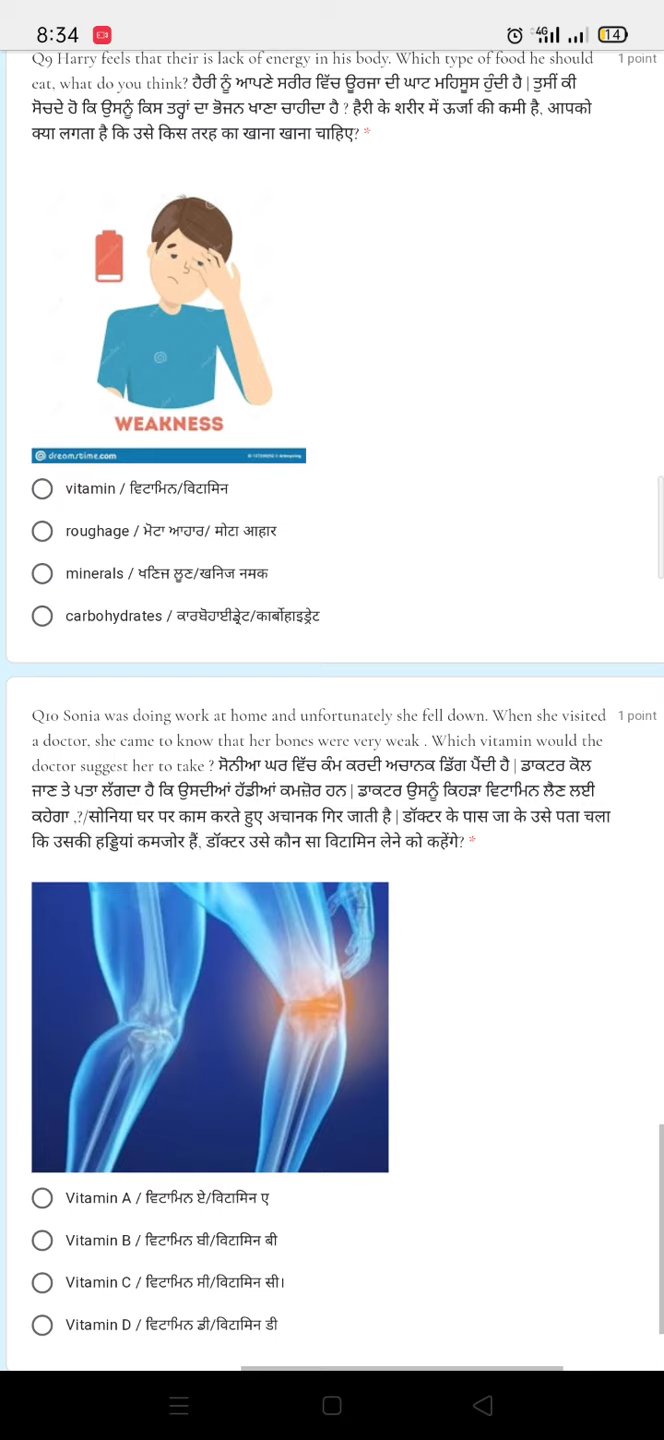 8:34
4G
14
Q9 Harry feels that their is lack of energy in his body. Which type of food he should
1 point
eat, what do you think? ਹੈਰੀ ਨੂੰ ਆਪਣੇ ਸਰੀਰ ਵਿੱਚ ਊਰਜਾ ਦੀ ਘਾਟ ਮਹਿਸੂਸ ਹੁੰਦੀ ਹੈ | ਤੁਸੀਂ ਕੀ
ਸੋਚਦੇ ਹੋ ਕਿ ਉਸਨੂੰ ਕਿਸ ਤਰ੍ਹਾਂ ਦਾ ਭੋਜਨ ਖਾਣਾ ਚਾਹੀਦਾ ਹੈ ? हैरी के शरीर में ऊर्जा की कमी है, आपको
क्या लगता है कि उसे किस तरह का खाना खाना चाहिए? *
WEAKNESS
dreamstime.com
vitamin / ਵਿਟਾਮਿਨ/विटामिन
roughage / ਮੋਟਾ ਆਹਾਰ/ मोटा आहार
minerals / ਖਣਿਜ ਲੂਣ/खनिज नमक
carbohydrates / ਕਾਰਬੋਹਾਈਡ੍ਰੇਟ/कार्बोहाइड्रेट
Q10 Sonia was doing work at home and unfortunately she fell down. When she visited
1 point
a doctor, she came to know that her bones were very weak . Which vitamin would the
doctor suggest her to take ? ਸੋਨੀਆ ਘਰ ਵਿੱਚ ਕੰਮ ਕਰਦੀ ਅਚਾਨਕ ਡਿੱਗ ਪੈਂਦੀ ਹੈ | ਡਾਕਟਰ ਕੋਲ
ਜਾਣ ਤੇ ਪਤਾ ਲੱਗਦਾ ਹੈ ਕਿ ਉਸਦੀਆਂ ਹੱਡੀਆਂ ਕਮਜ਼ੋਰ ਹਨ | ਡਾਕਟਰ ਉਸਨੂੰ ਕਿਹੜਾ ਵਿਟਾਮਿਨ ਲੈਣ ਲਈ
ਕਹੇਗਾ .?/सोनिया घर पर काम करते हुए अचानक गिर जाती है | डॉक्टर के पास जा के उसे पता चला
कि उसकी हड्डियां कमजोर हैं, डॉक्टर उसे कौन सा विटामिन लेने को कहेंगे? *
Vitamin A / ਵਿਟਾਮਿਨ ਏ/विटामिन ए
Vitamin B / ਵਿਟਾਮਿਨ ਬੀ/विटामिन बी
Vitamin C / ਵਿਟਾਮਿਨ ਸੀ/विटामिन सी।
Vitamin D / ਵਿਟਾਮਿਨ ਡੀ/विटामिन डी